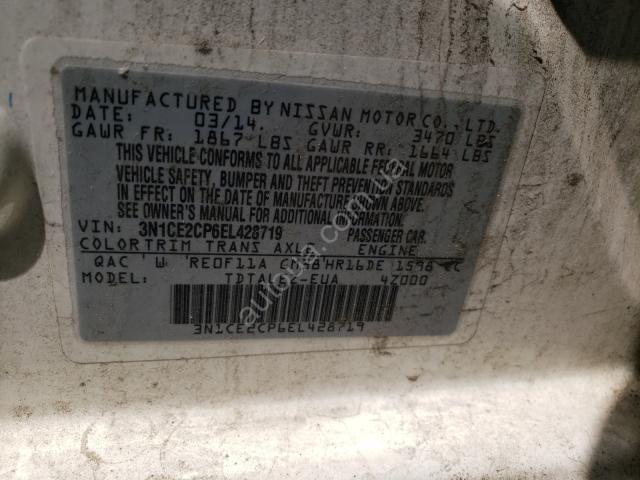 MANUFACTURED BY NISSAN MOTOR CO., LTD.
DATE: 03/14. GVWR: 3470 LBS
GAWR FR: 1867 LBS GAWR RR: 1664 LBS
THIS VEHICLE CONFORMS TO ALL APPLICABLE FEDERAL MOTOR
VEHICLE SAFETY, BUMPER AND THEFT PREVENTION STANDARDS
IN EFFECT ON THE DATE OF MANUFACTURE SHOWN ABOVE.
SEE OWNER'S MANUAL FOR ADDITIONAL INFORMATION.
VIN: 3N1CE2CP6EL428719 PASSENGER CAR.
COLOR TRIM TRANS AXLE ENGINE
QAC W RE0F11A HR16DE 1598 CC
MODEL: 4Z000
3N1CE2CP6EL428719
autodia.com.ua